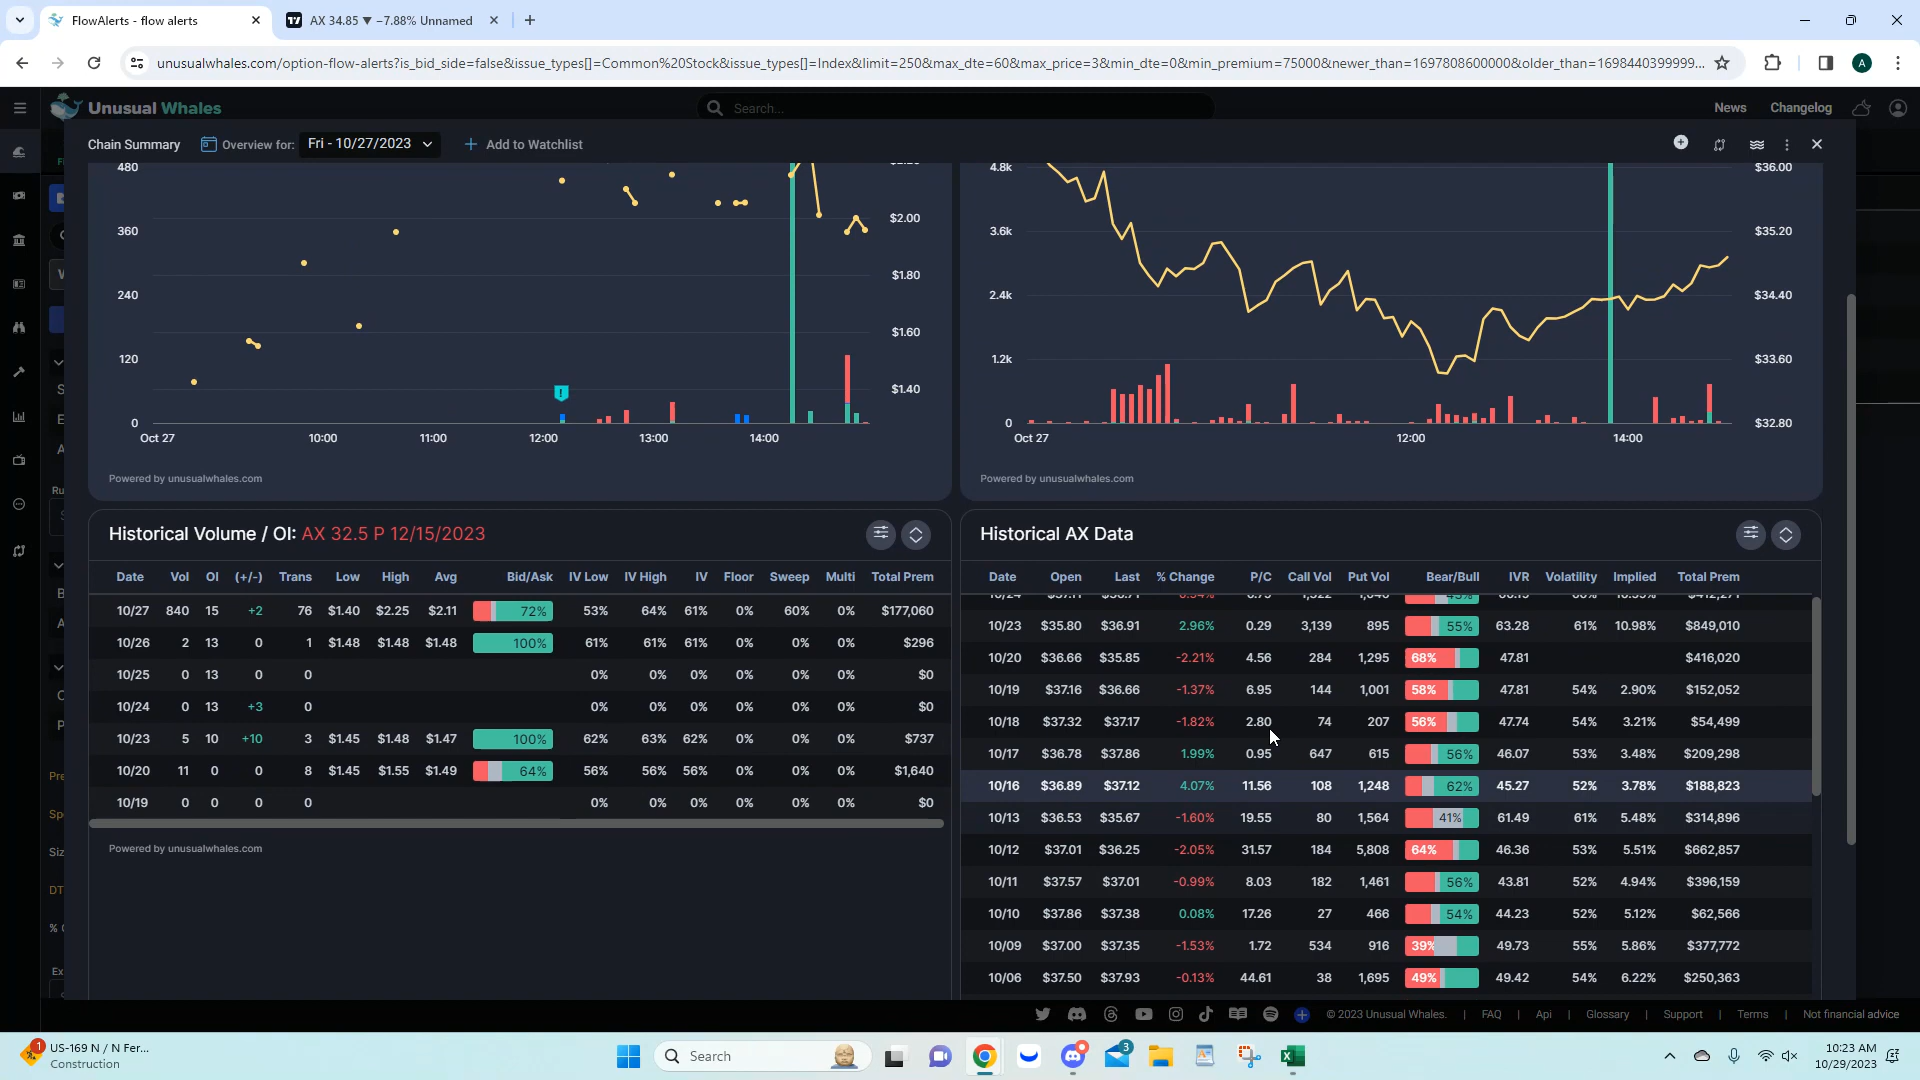 FlowAlerts - flow alerts
AX 34.85 ▼ −7.88% Unnamed
unusualwhales.com/option-flow-alerts?is_bid_side=false&issue_types[]=Common%20Stock&issue_types[]=Index&limit=250&max_dte=60&max_price=3&min_dte=0&min_premium=75000&newer_than=1697808600000&older_than=1698440399999...
A
Unusual Whales
Search...
News
Changelog
Chain Summary
Overview for:
Fri - 10/27/2023
Add to Watchlist
480
360
240
120
0
$2.00
$1.80
$1.60
$1.40
Oct 27 10:00 11:00 12:00 13:00 14:00
Powered by unusualwhales.com
4.8k
3.6k
2.4k
1.2k
0
$36.00
$35.20
$34.40
$33.60
$32.80
Oct 27 12:00 14:00
Powered by unusualwhales.com
Historical Volume / OI: AX 32.5 P 12/15/2023
Date Vol OI (+/-) Trans Low High Avg Bid/Ask IV Low IV High IV Floor Sweep Multi Total Prem
10/27 840 15 +2 76 $1.40 $2.25 $2.11 72% 53% 64% 61% 0% 60% 0% $177,060
10/26 2 13 0 1 $1.48 $1.48 $1.48 100% 61% 61% 61% 0% 0% 0% $296
10/25 0 13 0 0 0% 0% 0% 0% 0% 0% $0
10/24 0 13 +3 0 0% 0% 0% 0% 0% 0% $0
10/23 5 10 +10 3 $1.45 $1.48 $1.47 100% 62% 63% 62% 0% 0% 0% $737
10/20 11 0 0 8 $1.45 $1.55 $1.49 64% 56% 56% 56% 0% 0% 0% $1,640
10/19 0 0 0 0 0% 0% 0% 0% 0% 0% $0
Powered by unusualwhales.com
Historical AX Data
Date Open Last % Change P/C Call Vol Put Vol Bear/Bull IVR Volatility Implied Total Prem
10/23 $35.80 $36.91 2.96% 0.29 3,139 895 55% 63.28 61% 10.98% $849,010
10/20 $36.66 $35.85 -2.21% 4.56 284 1,295 68% 47.81 $416,020
10/19 $37.16 $36.66 -1.37% 6.95 144 1,001 58% 47.81 54% 2.90% $152,052
10/18 $37.32 $37.17 -1.82% 2.80 74 207 56% 47.74 54% 3.21% $54,499
10/17 $36.78 $37.86 1.99% 0.95 647 615 56% 46.07 53% 3.48% $209,298
10/16 $36.89 $37.12 4.07% 11.56 108 1,248 62% 45.27 52% 3.78% $188,823
10/13 $36.53 $35.67 -1.60% 19.55 80 1,564 41% 61.49 61% 5.48% $314,896
10/12 $37.01 $36.25 -2.05% 31.57 184 5,808 64% 46.36 53% 5.51% $662,857
10/11 $37.57 $37.01 -0.99% 8.03 182 1,461 56% 43.81 52% 4.94% $396,159
10/10 $37.86 $37.38 0.08% 17.26 27 466 54% 44.23 52% 5.12% $62,566
10/09 $37.00 $37.35 -1.53% 1.72 534 916 39% 49.73 55% 5.86% $377,772
10/06 $37.50 $37.93 -0.13% 44.61 38 1,695 49% 49.42 54% 6.22% $250,363
© 2023 Unusual Whales. | FAQ | Api | Glossary | Support | Terms | Not financial advice
1
US-169 N / N Fer...
Construction
Search
3
10:23 AM
10/29/2023